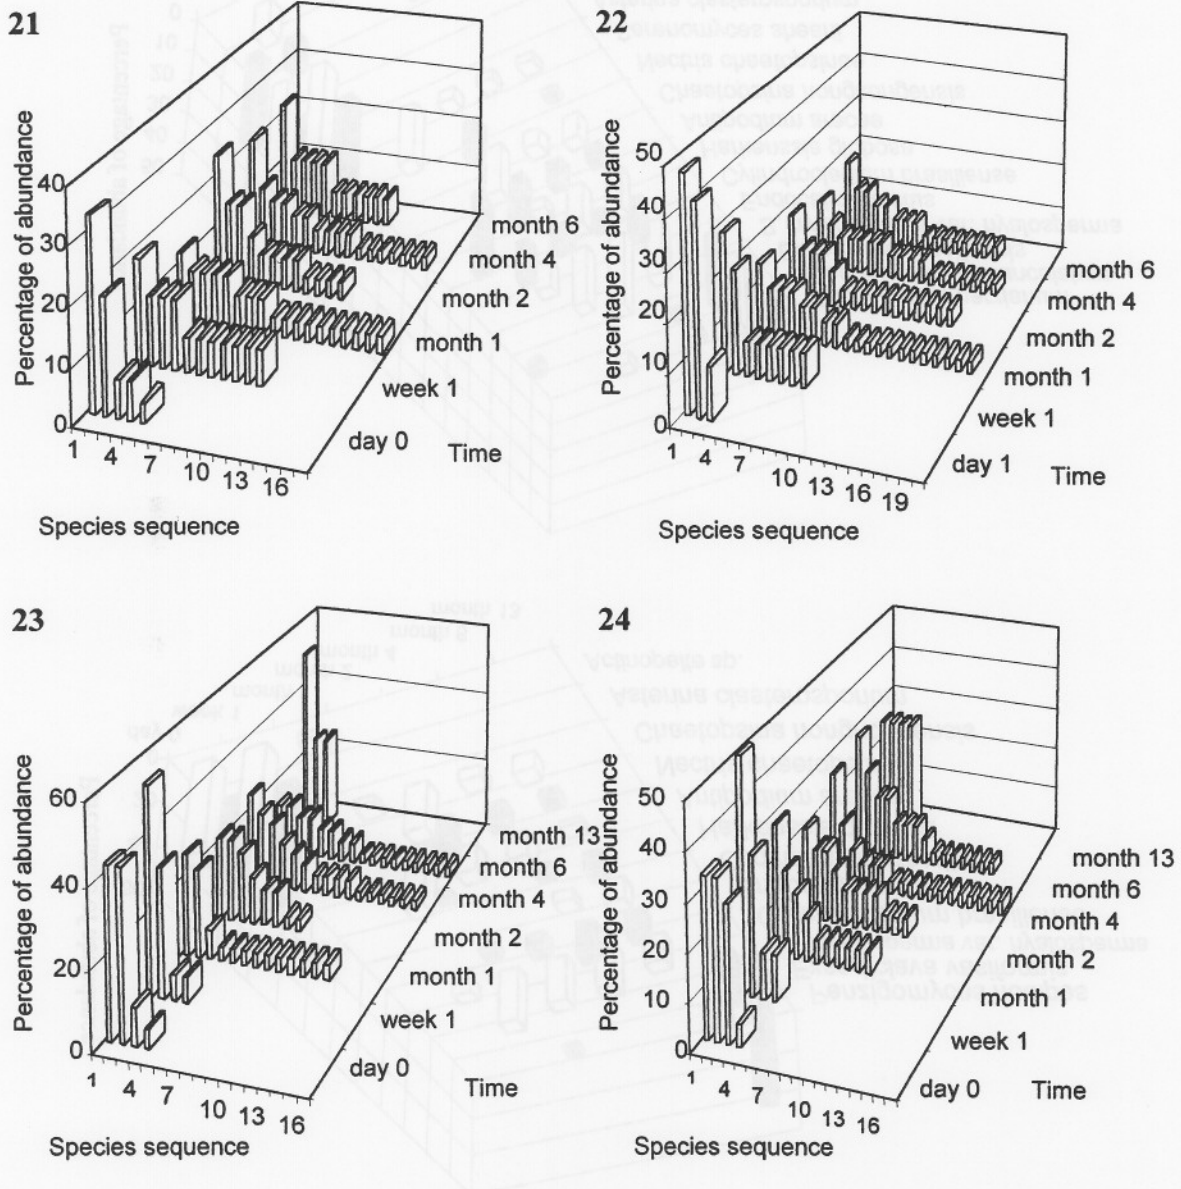 21
Percentage of abundance
40
30
20
10
0
1
4
7
10
13
16
Species sequence
day 0
week 1
month 1
month 2
month 4
month 6
Time
22
Percentage of abundance
50
40
30
20
10
0
1
4
7
10
13
16
19
Species sequence
day 1
week 1
month 1
month 2
month 4
month 6
Time
23
Percentage of abundance
60
40
20
0
1
4
7
10
13
16
Species sequence
day 0
week 1
month 1
month 2
month 4
month 6
month 13
Time
24
Percentage of abundance
50
40
30
20
10
0
1
4
7
10
13
16
Species sequence
day 0
week 1
month 1
month 2
month 4
month 6
month 13
Time